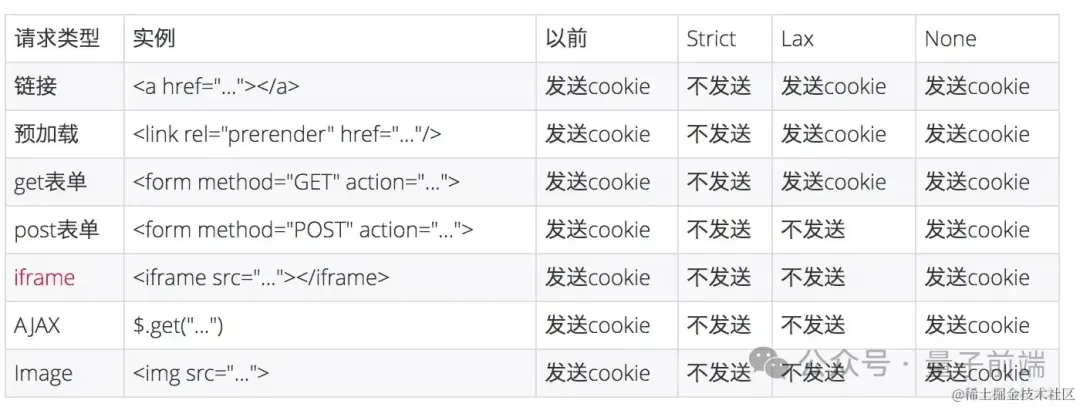 请求类型 实例 以前 Strict Lax None
链接 <a href="..."></a> 发送cookie 不发送 发送cookie 发送cookie
预加载 <link rel="prerender" href="..."/> 发送cookie 不发送 发送cookie 发送cookie
get表单 <form method="GET" action="..."> 发送cookie 不发送 发送cookie 发送cookie
post表单 <form method="POST" action="..."> 发送cookie 不发送 不发送 发送cookie
iframe <iframe src="..."></iframe> 发送cookie 不发送 不发送 发送cookie
AJAX $.get("...") 发送cookie 不发送 不发送 发送cookie
Image <img src="..."> 发送cookie 不发送 不发送 发送cookie
公众号 · 量子前端
@稀土掘金技术社区